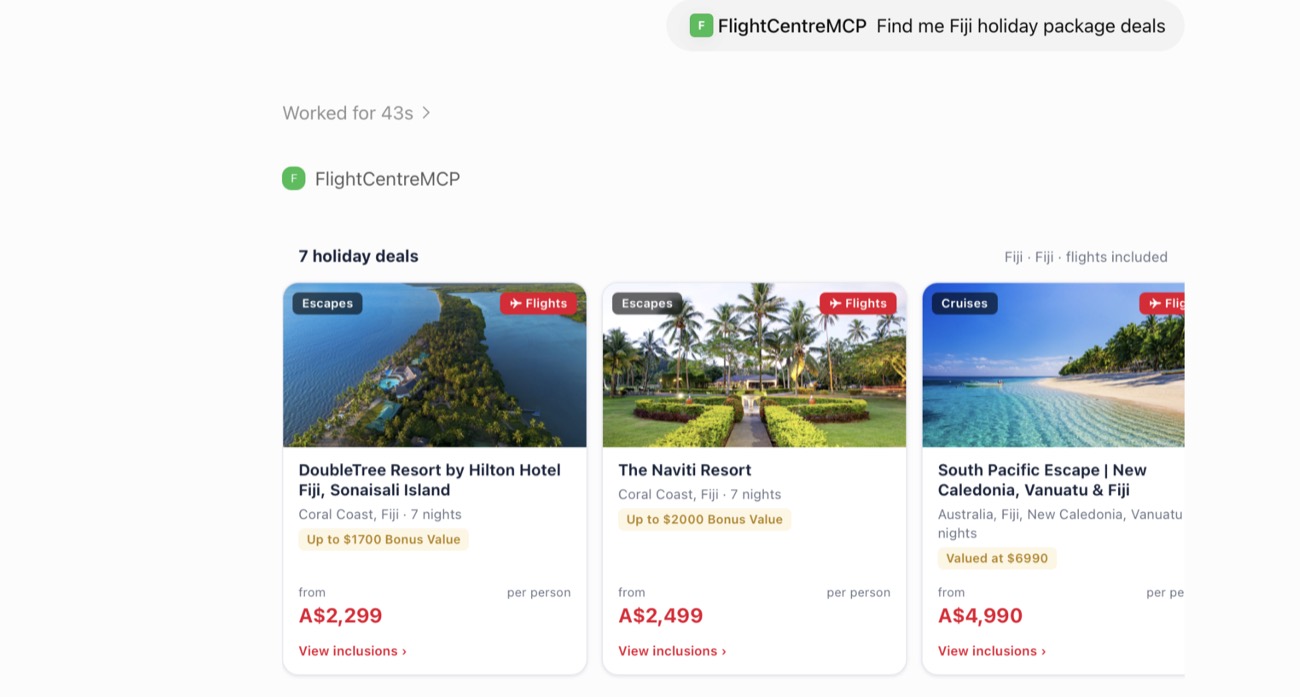 F FlightCentreMCP Find me Fiji holiday package deals
Worked for 43s >
F FlightCentreMCP
7 holiday deals
Fiji · Fiji · flights included
Escapes
✈ Flights
DoubleTree Resort by Hilton Hotel
Fiji, Sonaisali Island
Coral Coast, Fiji · 7 nights
Up to $1700 Bonus Value
from
per person
A$2,299
View inclusions ›
Escapes
✈ Flights
The Naviti Resort
Coral Coast, Fiji · 7 nights
Up to $2000 Bonus Value
from
per person
A$2,499
View inclusions ›
Cruises
✈ Flig
South Pacific Escape | New
Caledonia, Vanuatu & Fiji
Australia, Fiji, New Caledonia, Vanuatu
nights
Valued at $6990
from
per pe
A$4,990
View inclusions ›